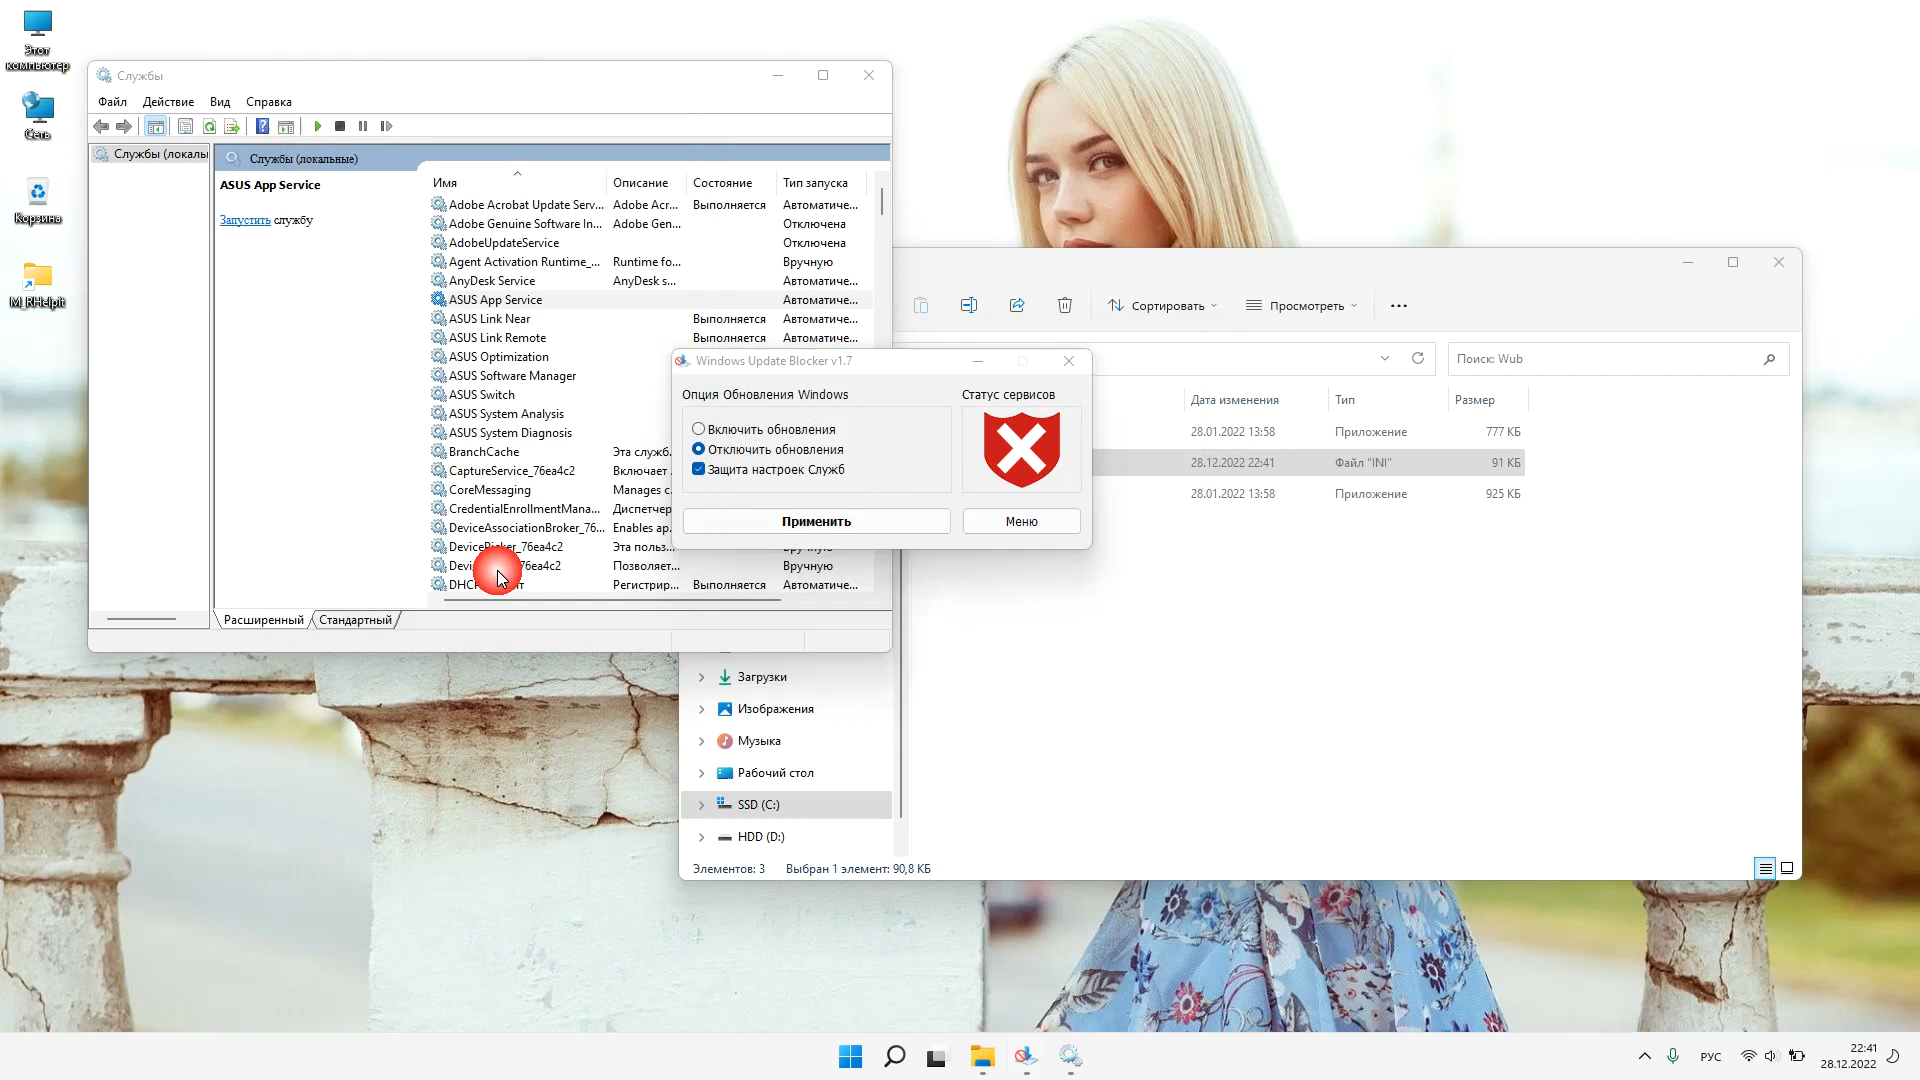 Этот
компьютер
Сеть
Корзина
M_RHelpit
Службы
Файл Действие Вид Справка
Службы (локаль
Службы (локальные)
ASUS App Service
Запустить службу
Имя Описание Состояние Тип запуска
Adobe Acrobat Update Serv... Adobe Acr... Выполняется Автоматиче...
Adobe Genuine Software In... Adobe Gen... Отключена
AdobeUpdateService Отключена
Agent Activation Runtime_... Runtime fo... Вручную
AnyDesk Service AnyDesk s... Автоматиче...
ASUS App Service Автоматиче...
ASUS Link Near Выполняется Автоматиче...
ASUS Link Remote Выполняется Автоматиче...
ASUS Optimization
ASUS Software Manager
ASUS Switch
ASUS System Analysis
ASUS System Diagnosis
BranchCache Эта служб.
CaptureService_76ea4c2 Включает
CoreMessaging Manages c.
CredentialEnrollmentMana... Диспетчер
DeviceAssociationBroker_76... Enables ap.
DevicePicker_76ea4c2 Эта польз... Вручную
Позволяет... Вручную
Регистрир... Выполняется Автоматиче...
Расширенный Стандартный
Windows Update Blocker v1.7
Опция Обновления Windows Статус сервисов
Включить обновления
Отключить обновления
Защита настроек Служб
Применить Меню
Сортировать Просмотреть
Поиск: Wub
Дата изменения Тип Размер
28.01.2022 13:58 Приложение 777 КБ
28.12.2022 22:41 Файл "INI" 91 КБ
28.01.2022 13:58 Приложение 925 КБ
Загрузки
Изображения
Музыка
Рабочий стол
SSD (C:)
HDD (D:)
Элементов: 3 Выбран 1 элемент: 90,8 КБ
РУС
22:41
28.12.2022